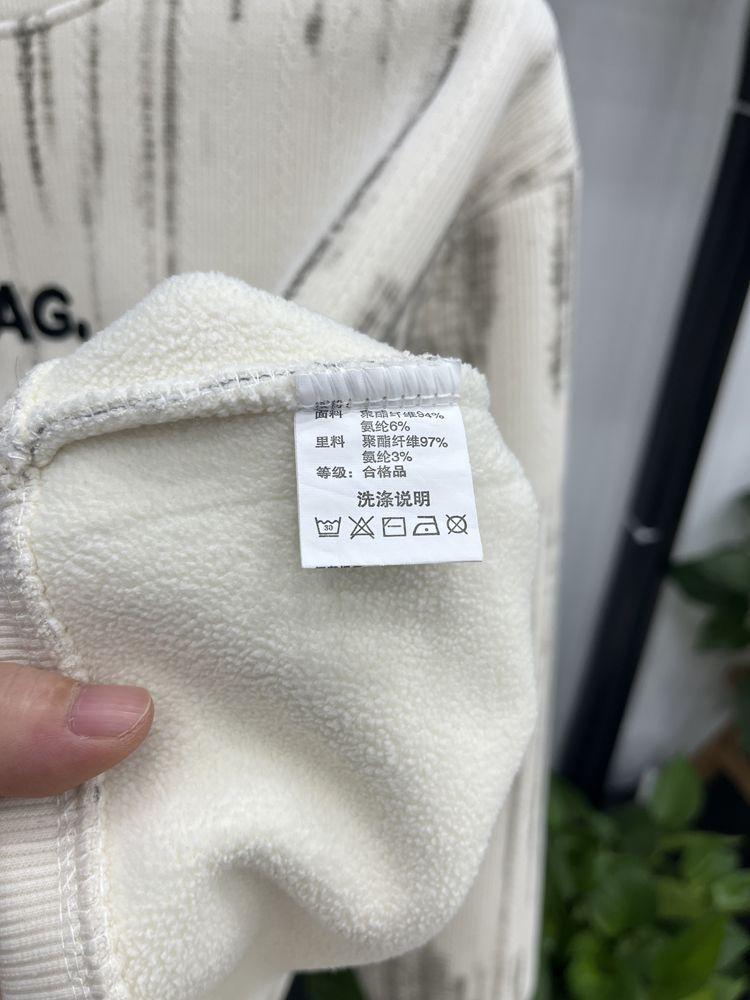 AG.
面料 聚酯纤维94%
氨纶6%
里料 聚酯纤维97%
氨纶3%
等级：合格品
洗涤说明
30